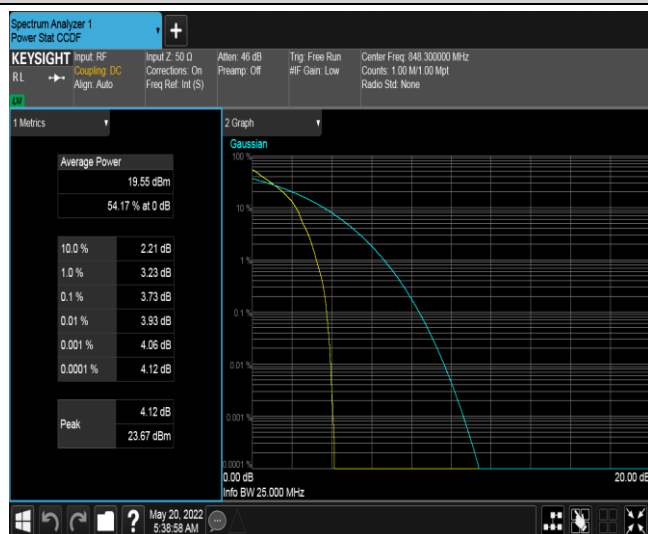 Spectrum Analyzer 1
Power Stat CCDF
+
KEYSIGHT
RL
LXI
Input: RF
Coupling: DC
Align: Auto
Input Z: 50 Ω
Corrections: On
Freq Ref: Int (S)
Atten: 46 dB
Preamp: Off
Trig: Free Run
#IF Gain: Low
Center Freq: 848.300000 MHz
Counts: 1.00 M/1.00 Mpt
Radio Std: None
1 Metrics
Average Power
19.55 dBm
54.17 % at 0 dB
10.0 % 2.21 dB
1.0 % 3.23 dB
0.1 % 3.73 dB
0.01 % 3.93 dB
0.001 % 4.06 dB
0.0001 % 4.12 dB
Peak
4.12 dB
23.67 dBm
2 Graph
Gaussian
100 %
10 %
1 %
0.1 %
0.01 %
0.001 %
0.0001 %
0.00 dB 20.00 dB
Info BW 25.000 MHz
?
May 20, 2022
5:38:58 AM